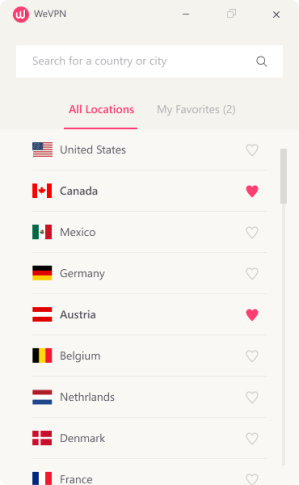 WeVPN
Search for a country or city
All Locations
My Favorites (2)
United States
Canada
Mexico
Germany
Austria
Belgium
Nethrlands
Denmark
France